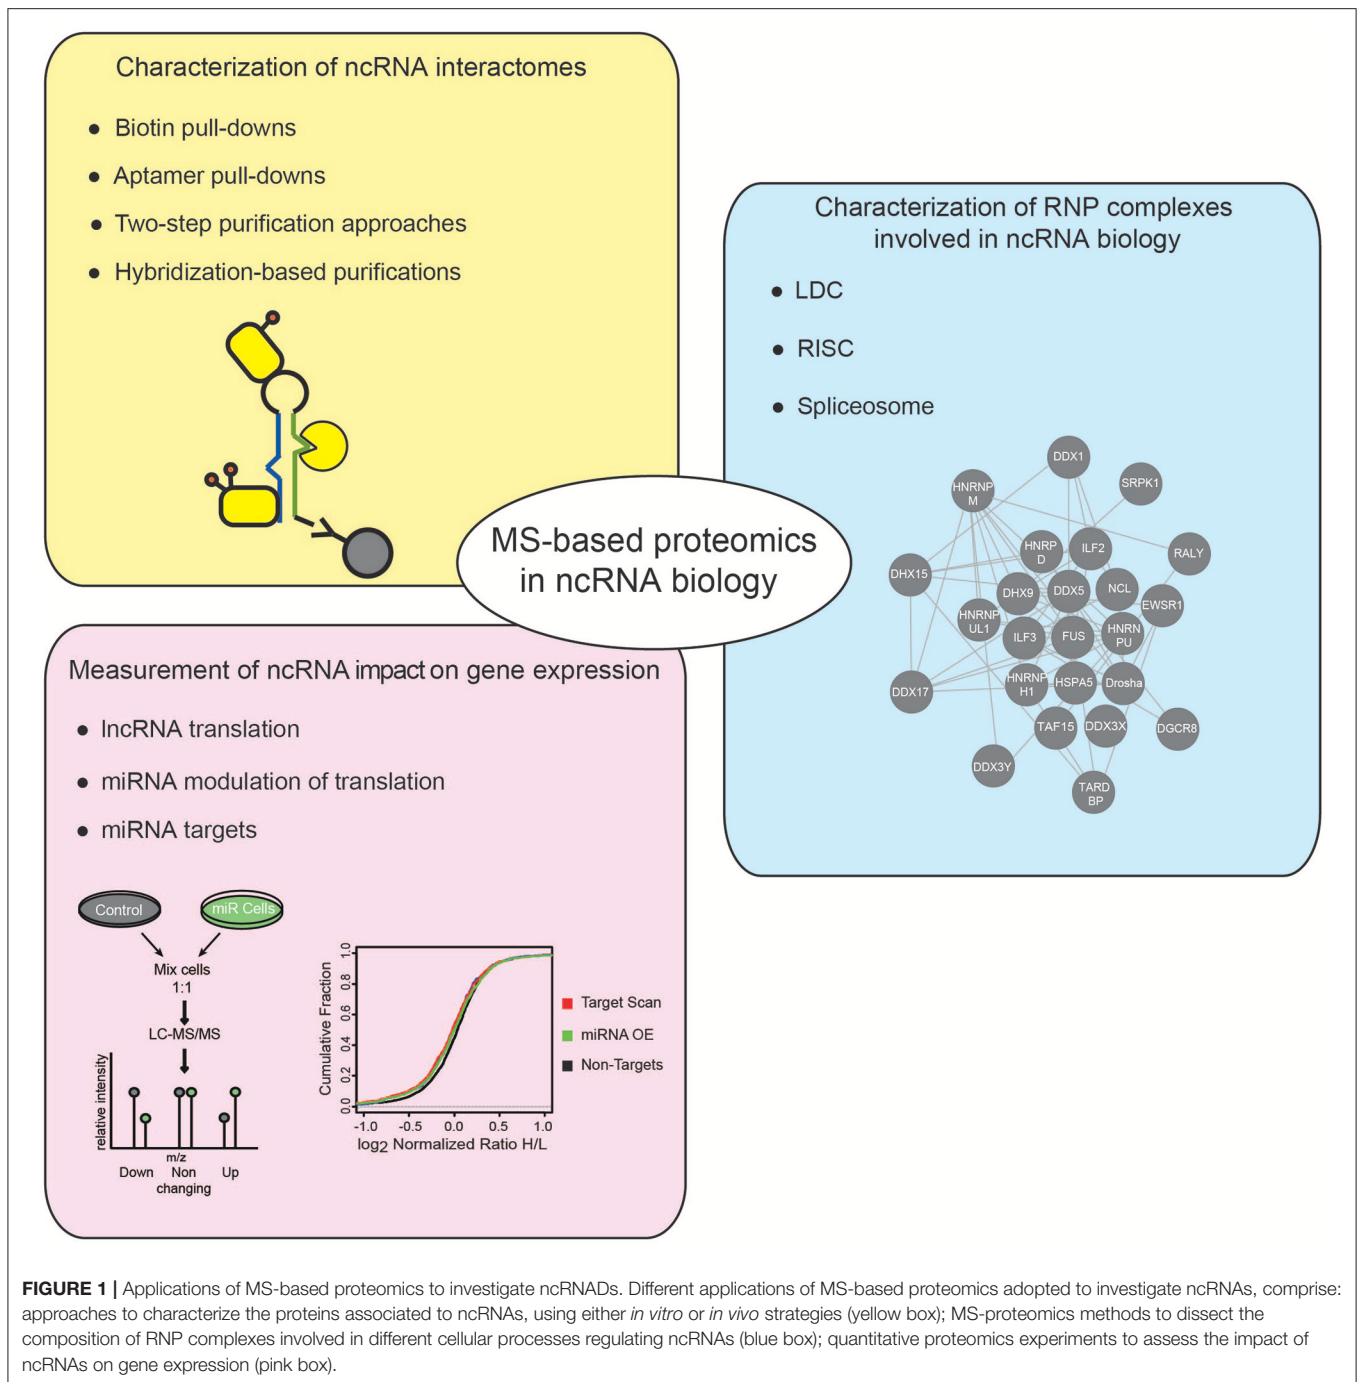 Characterization of ncRNA interactomes
● Biotin pull-downs
● Aptamer pull-downs
● Two-step purification approaches
● Hybridization-based purifications
Characterization of RNP complexes
involved in ncRNA biology
● LDC
● RISC
● Spliceosome
DDX1
SRPK1
HNRNP
M
HNRP
D
ILF2
RALY
DHX15
DHX9
DDX5
NCL
EWSR1
HNRNP
UL1
ILF3
FUS
HNRN
PU
DDX17
HNRNP
H1
HSPA5
Drosha
TAF15
DDX3X
DGCR8
DDX3Y
TARD
BP
MS-based proteomics
in ncRNA biology
Measurement of ncRNA impact on gene expression
● lncRNA translation
● miRNA modulation of translation
● miRNA targets
Control
miR Cells
Mix cells
1:1
LC-MS/MS
relative intensity
m/z
Down
Non
changing
Up
Cumulative Fraction
1.0
0.8
0.6
0.4
0.2
0.0
-1.0 -0.5 0.0 0.5 1.0
log2 Normalized Ratio H/L
Target Scan
miRNA OE
Non-Targets
FIGURE 1 | Applications of MS-based proteomics to investigate ncRNADs. Different applications of MS-based proteomics adopted to investigate ncRNAs, comprise:
approaches to characterize the proteins associated to ncRNAs, using either in vitro or in vivo strategies (yellow box); MS-proteomics methods to dissect the
composition of RNP complexes involved in different cellular processes regulating ncRNAs (blue box); quantitative proteomics experiments to assess the impact of
ncRNAs on gene expression (pink box).